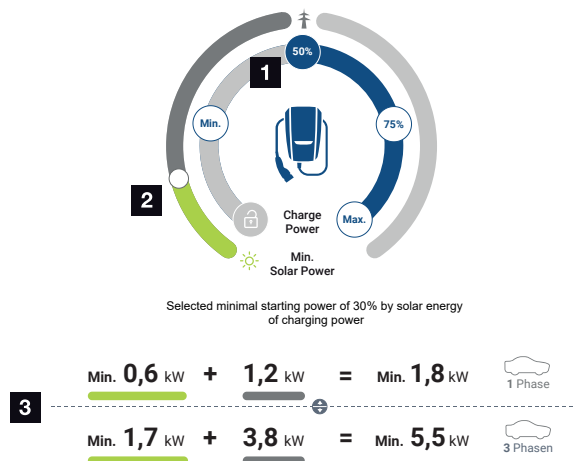 50%
1
Min.
75%
2
Charge
Power
Max.
Min.
Solar Power
Selected minimal starting power of 30% by solar energy
of charging power
Min. 0,6 kW + 1,2 kW = Min. 1,8 kW
1 Phase
3
Min. 1,7 kW + 3,8 kW = Min. 5,5 kW
3 Phasen